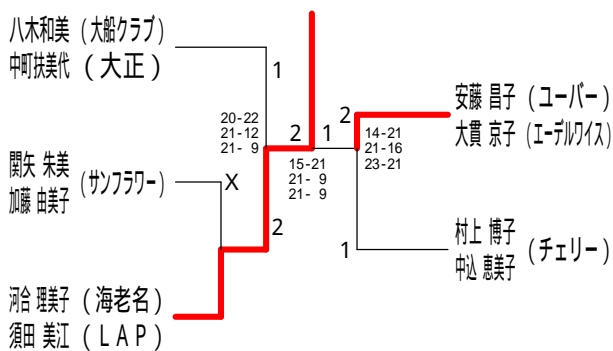 八木和美 (大船クラブ)
中町扶美代 (大正)
1
20-22
21-12
21- 9
関矢 朱美
加藤 由美子
(サンフラワー)
X
2
河合 理美子 (海老名)
須田 美江 (ＬＡＰ)
2
1
15-21
21- 9
21- 9
2
14-21
21-16
23-21
1
安藤 昌子 (ユーバー)
大貫 京子 (エーデルワイス)
村上 博子
中込 恵美子
(チェリー)